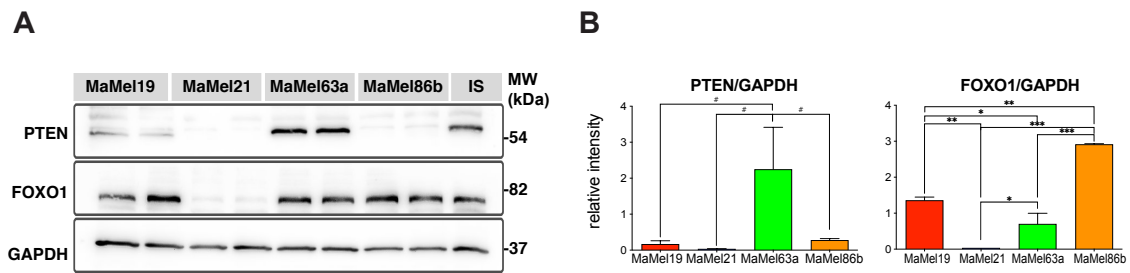 A
MaMel19 MaMel21 MaMel63a MaMel86b IS MW
(kDa)
PTEN
-54
FOXO1
-82
GAPDH
-37
B
PTEN/GAPDH
relative intensity
4
3
2
1
0
# # #
MaMel19 MaMel21 MaMel63a MaMel86b
FOXO1/GAPDH
4
3
2
1
0
**
*
** ***
***
*
MaMel19 MaMel21 MaMel63a MaMel86b